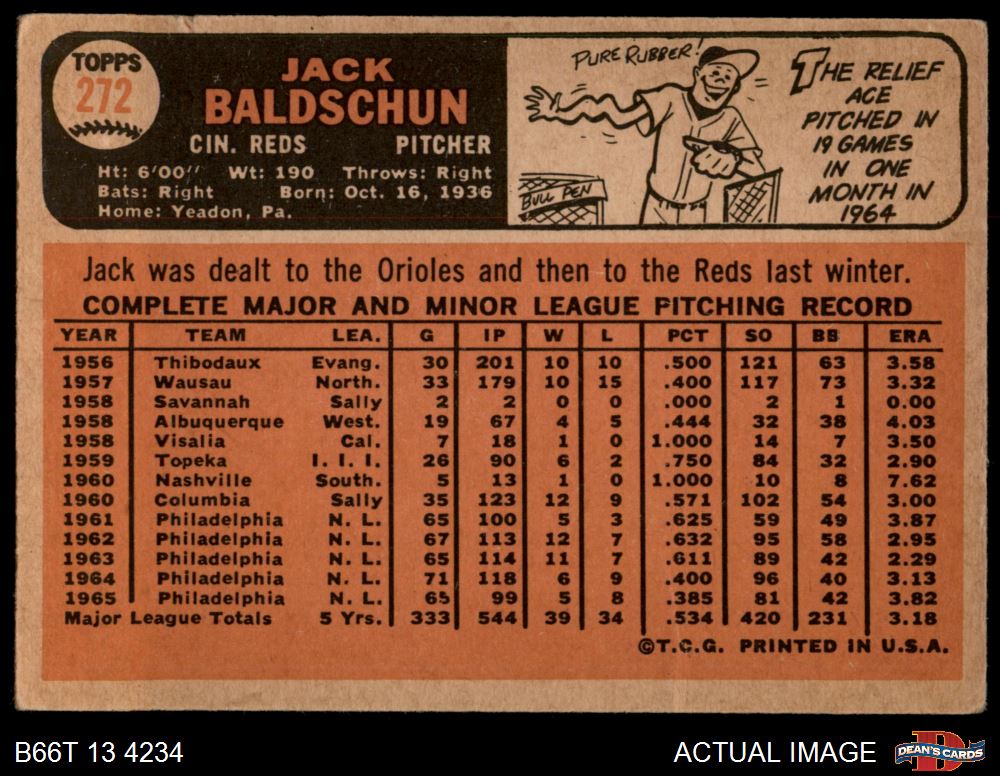 TOPPS
272
JACK
BALDSCHUN
CIN. REDS PITCHER
Ht: 6'00" Wt: 190 Throws: Right
Bats: Right Born: Oct. 16, 1936
Home: Yeadon, Pa.
PURE RUBBER!
BULL PEN
THE RELIEF
ACE
PITCHED IN
19 GAMES
IN ONE
MONTH IN
1964
Jack was dealt to the Orioles and then to the Reds last winter.
COMPLETE MAJOR AND MINOR LEAGUE PITCHING RECORD
YEAR TEAM LEA. G IP W L PCT SO BB ERA
1956 Thibodaux Evang. 30 201 10 10 .500 121 63 3.58
1957 Wausau North. 33 179 10 15 .400 117 73 3.32
1958 Savannah Sally 2 2 0 0 .000 2 1 0.00
1958 Albuquerque West. 19 67 4 5 .444 32 38 4.03
1958 Visalia Cal. 7 18 1 0 1.000 14 7 3.50
1959 Topeka I. I. I. 26 90 6 2 .750 84 32 2.90
1960 Nashville South. 5 13 1 0 1.000 10 8 7.62
1960 Columbia Sally 35 123 12 9 .571 102 54 3.00
1961 Philadelphia N. L. 65 100 5 3 .625 59 49 3.87
1962 Philadelphia N. L. 67 113 12 7 .632 95 58 2.95
1963 Philadelphia N. L. 65 114 11 7 .611 89 42 2.29
1964 Philadelphia N. L. 71 118 6 9 .400 96 40 3.13
1965 Philadelphia N. L. 65 99 5 8 .385 81 42 3.82
Major League Totals 5 Yrs. 333 544 39 34 .534 420 231 3.18
©T.C.G. PRINTED IN U.S.A.
B66T 13 4234
ACTUAL IMAGE
D
DEAN'S CARDS